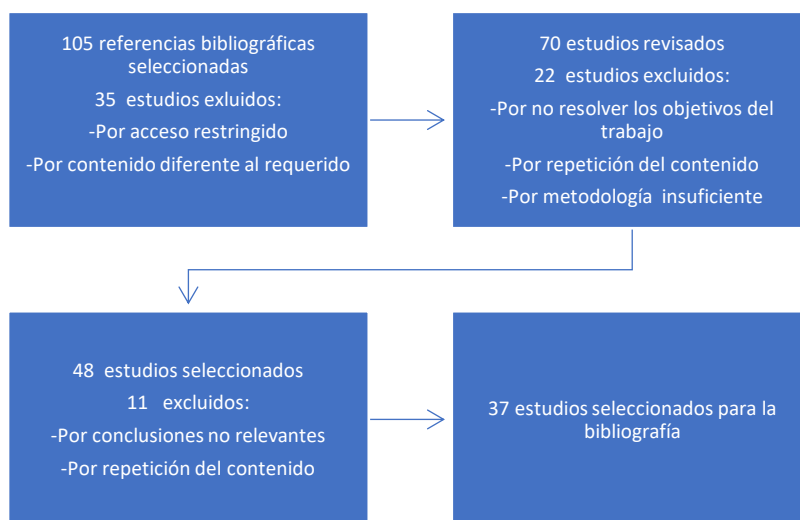 105 referencias bibliográficas
seleccionadas
35 estudios exluidos:
-Por acceso restringido
-Por contenido diferente al requerido
70 estudios revisados
22 estudios excluidos:
-Por no resolver los objetivos del
trabajo
-Por repetición del contenido
-Por metodología insuficiente
48 estudios seleccionados
11 excluidos:
-Por conclusiones no relevantes
-Por repetición del contenido
37 estudios seleccionados para la
bibliografía